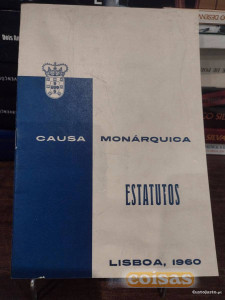 CAUSA MONÁRQUICA
ESTATUTOS
LISBOA, 1960
coisas